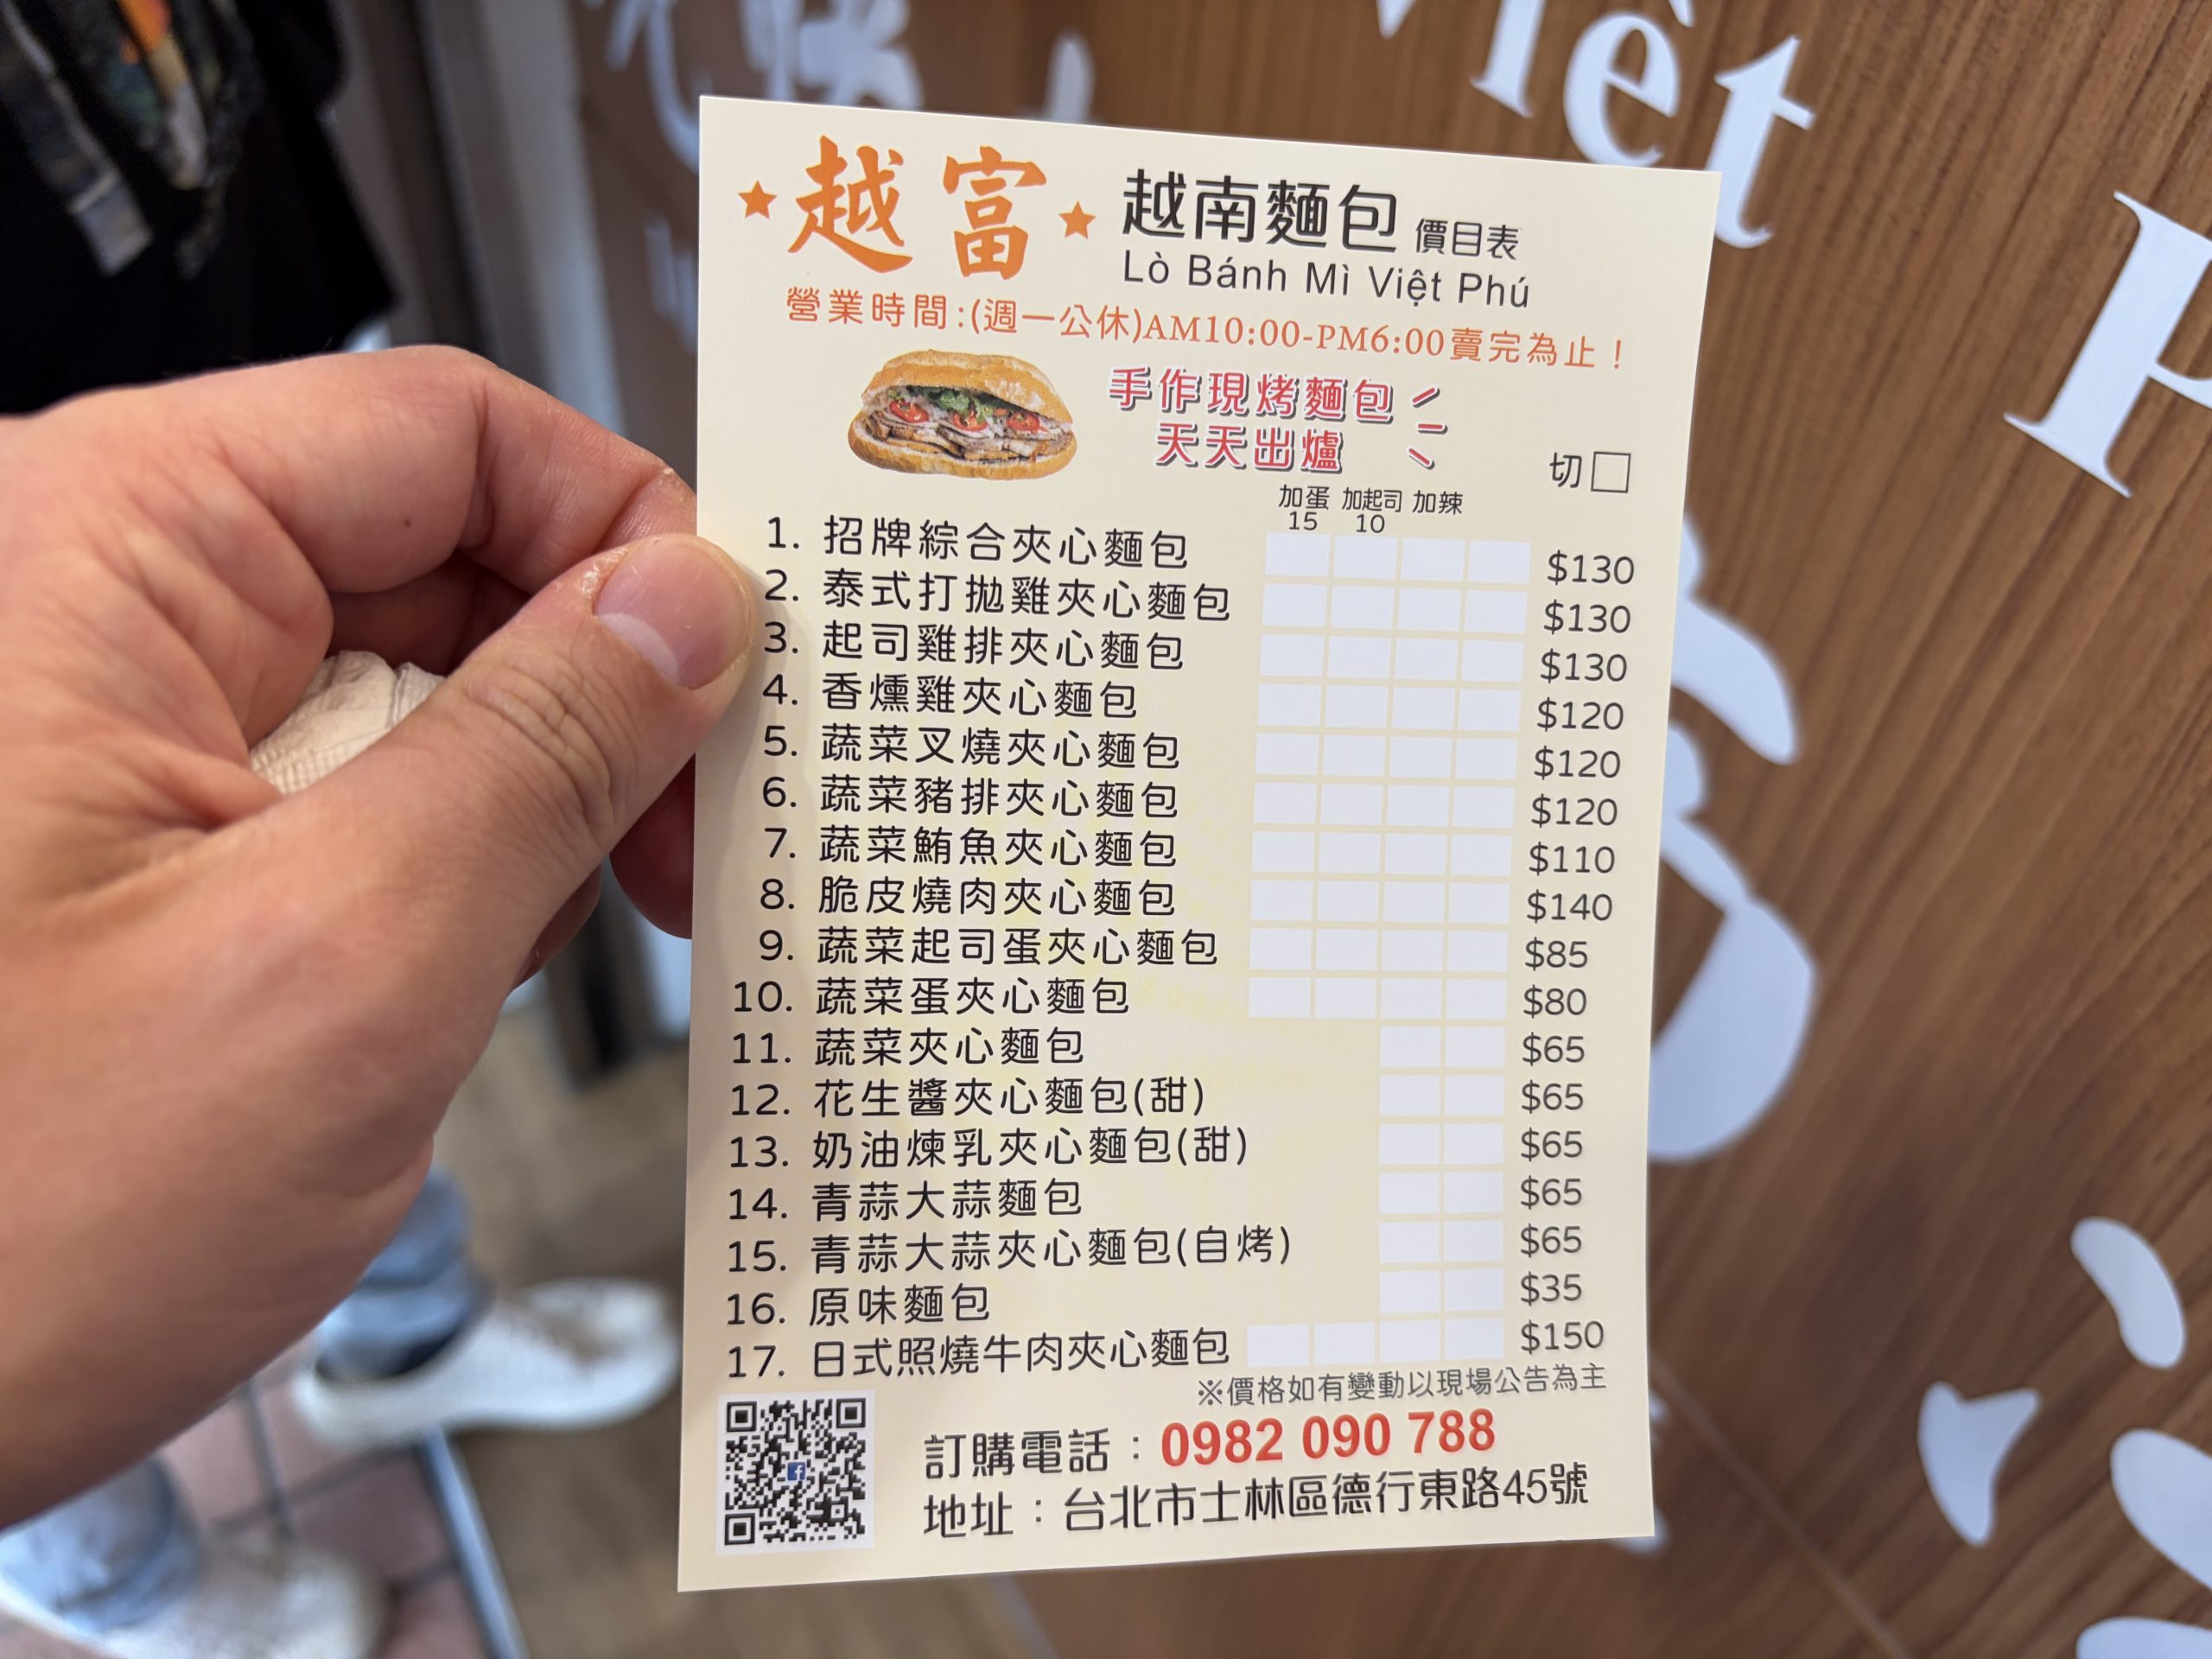 Việt
越富 越南麵包 價目表
Lò Bánh Mì Việt Phú
營業時間:(週一公休)AM10:00-PM6:00賣完為止！
手作現烤麵包
天天出爐
切□
加蛋 加起司 加辣
15 10
1. 招牌綜合夾心麵包 $130
2. 泰式打拋雞夾心麵包 $130
3. 起司雞排夾心麵包 $130
4. 香燻雞夾心麵包 $120
5. 蔬菜叉燒夾心麵包 $120
6. 蔬菜豬排夾心麵包 $120
7. 蔬菜鮪魚夾心麵包 $110
8. 脆皮燒肉夾心麵包 $140
9. 蔬菜起司蛋夾心麵包 $85
10. 蔬菜蛋夾心麵包 $80
11. 蔬菜夾心麵包 $65
12. 花生醬夾心麵包(甜) $65
13. 奶油煉乳夾心麵包(甜) $65
14. 青蒜大蒜麵包 $65
15. 青蒜大蒜夾心麵包(自烤) $65
16. 原味麵包 $35
17. 日式照燒牛肉夾心麵包 $150
※價格如有變動以現場公告為主
訂購電話：0982 090 788
地址：台北市士林區德行東路45號